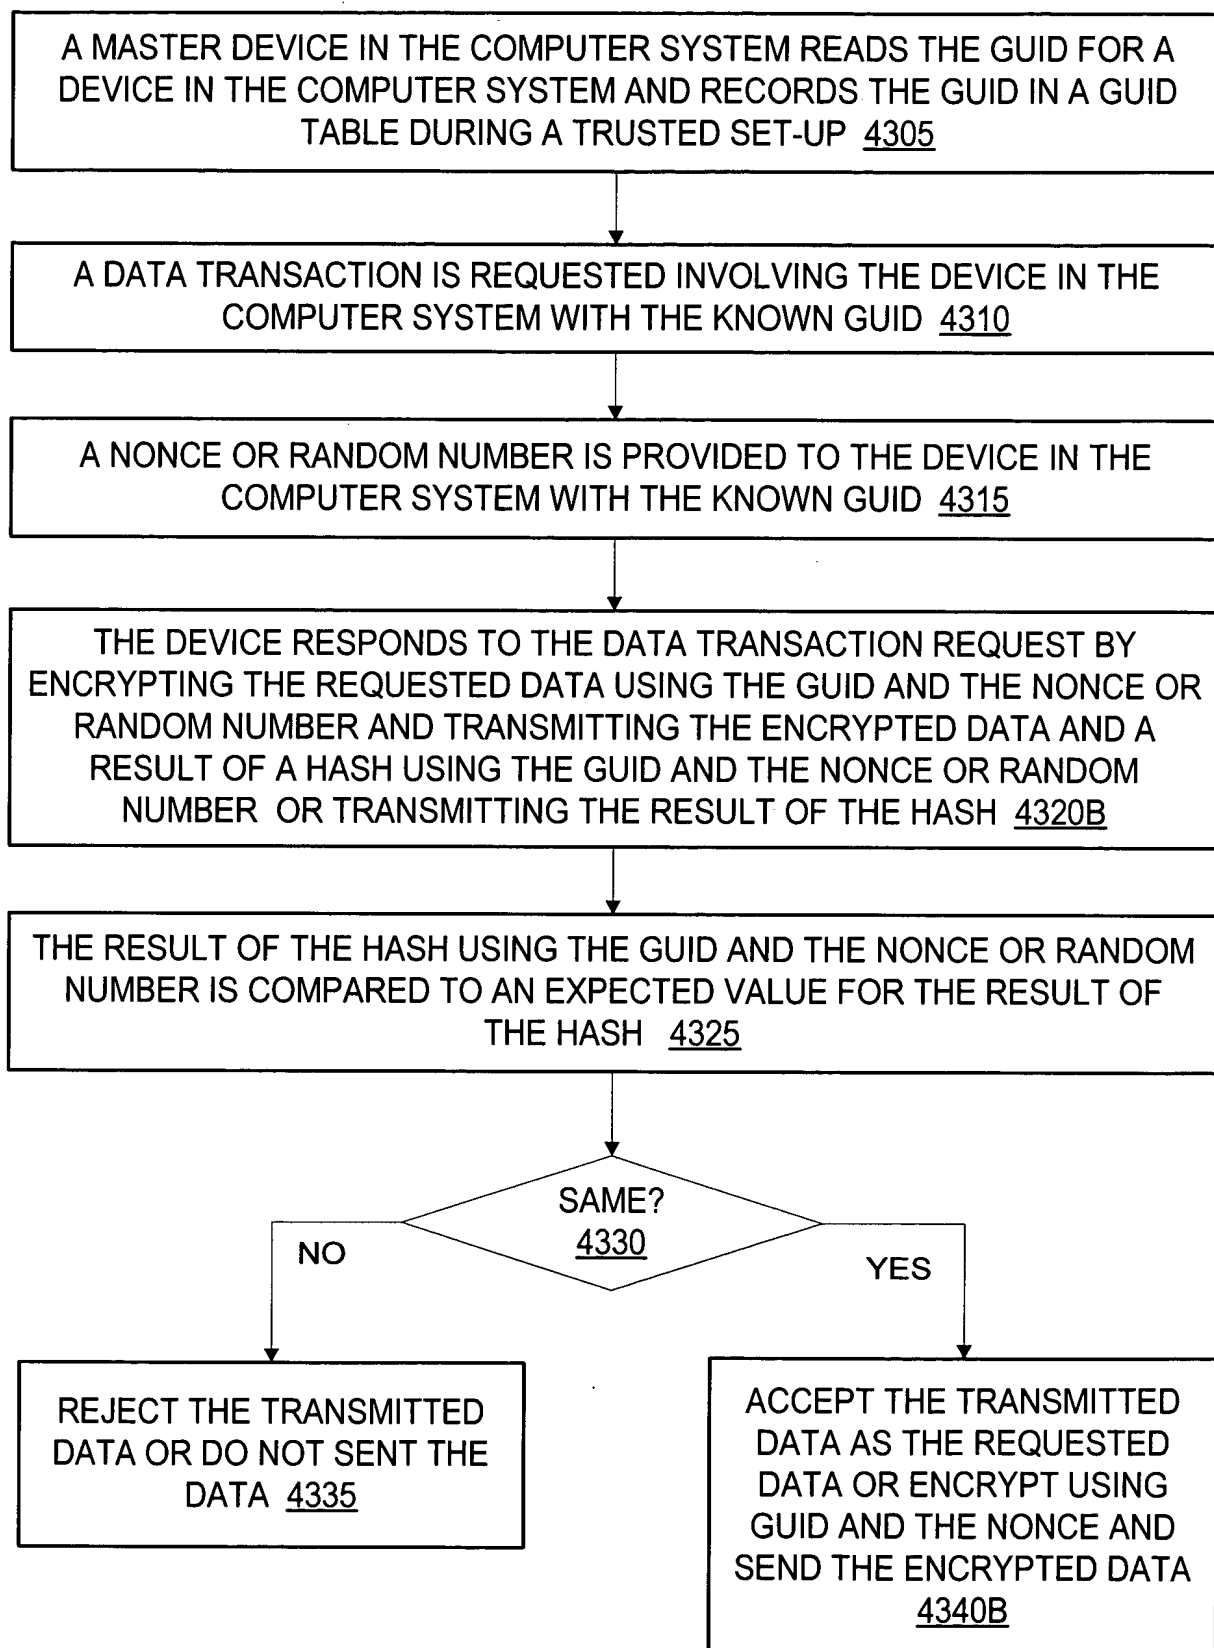 A MASTER DEVICE IN THE COMPUTER SYSTEM READS THE GUID FOR A
DEVICE IN THE COMPUTER SYSTEM AND RECORDS THE GUID IN A GUID
TABLE DURING A TRUSTED SET-UP 4305
A DATA TRANSACTION IS REQUESTED INVOLVING THE DEVICE IN THE
COMPUTER SYSTEM WITH THE KNOWN GUID 4310
A NONCE OR RANDOM NUMBER IS PROVIDED TO THE DEVICE IN THE
COMPUTER SYSTEM WITH THE KNOWN GUID 4315
THE DEVICE RESPONDS TO THE DATA TRANSACTION REQUEST BY
ENCRYPTING THE REQUESTED DATA USING THE GUID AND THE NONCE OR
RANDOM NUMBER AND TRANSMITTING THE ENCRYPTED DATA AND A
RESULT OF A HASH USING THE GUID AND THE NONCE OR RANDOM
NUMBER OR TRANSMITTING THE RESULT OF THE HASH 4320B
THE RESULT OF THE HASH USING THE GUID AND THE NONCE OR RANDOM
NUMBER IS COMPARED TO AN EXPECTED VALUE FOR THE RESULT OF
THE HASH 4325
SAME?
4330
NO
YES
REJECT THE TRANSMITTED
DATA OR DO NOT SENT THE
DATA 4335
ACCEPT THE TRANSMITTED
DATA AS THE REQUESTED
DATA OR ENCRYPT USING
GUID AND THE NONCE AND
SEND THE ENCRYPTED DATA
4340B